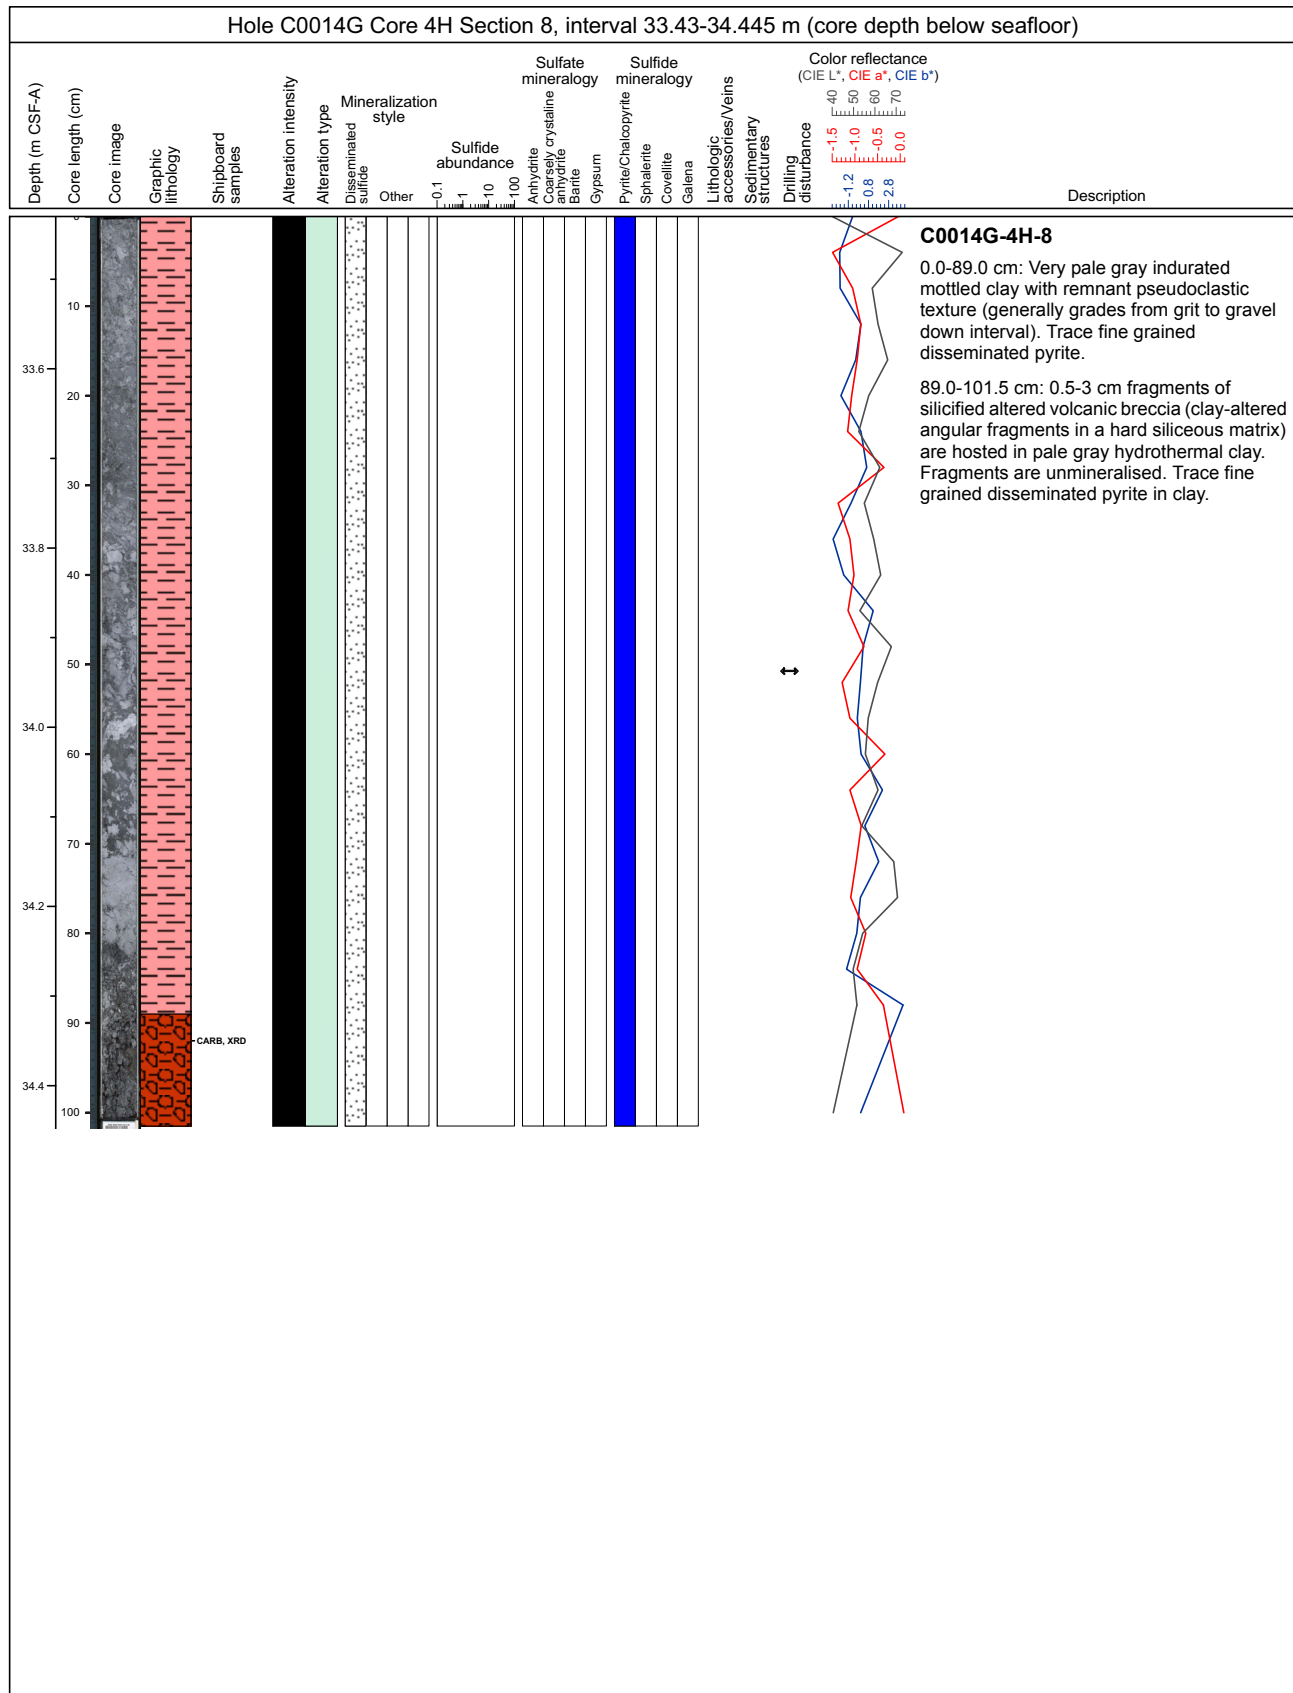 Hole C0014G Core 4H Section 8, interval 33.43-34.445 m (core depth below seafloor)
Depth (m CSF-A)
Core length (cm)
Core image
Graphic
lithology
Shipboard
samples
Alteration intensity
Alteration type
Mineralization
style
Disseminated
sulfide
Other
Sulfide
abundance
0.1
1
10
100
Sulfate
mineralogy
Anhydrite
Coarsely crystaline
anhydrite
Barite
Gypsum
Sulfide
mineralogy
Pyrite/Chalcopyrite
Sphalerite
Covellite
Galena
Lithologic
accessories/Veins
Sedimentary
structures
Drilling
disturbance
Color reflectance
(CIE L*, CIE a*, CIE b*)
40 50 60 70
-1.5 -1.0 -0.5 0.0
-1.2 0.8 2.8
Description
0
10
33.6
20
30
33.8
40
50
34.0
60
70
34.2
80
90
34.4
100
CARB, XRD
C0014G-4H-8
0.0-89.0 cm: Very pale gray indurated
mottled clay with remnant pseudoclastic
texture (generally grades from grit to gravel
down interval). Trace fine grained
disseminated pyrite.
89.0-101.5 cm: 0.5-3 cm fragments of
silicified altered volcanic breccia (clay-altered
angular fragments in a hard siliceous matrix)
are hosted in pale gray hydrothermal clay.
Fragments are unmineralised. Trace fine
grained disseminated pyrite in clay.